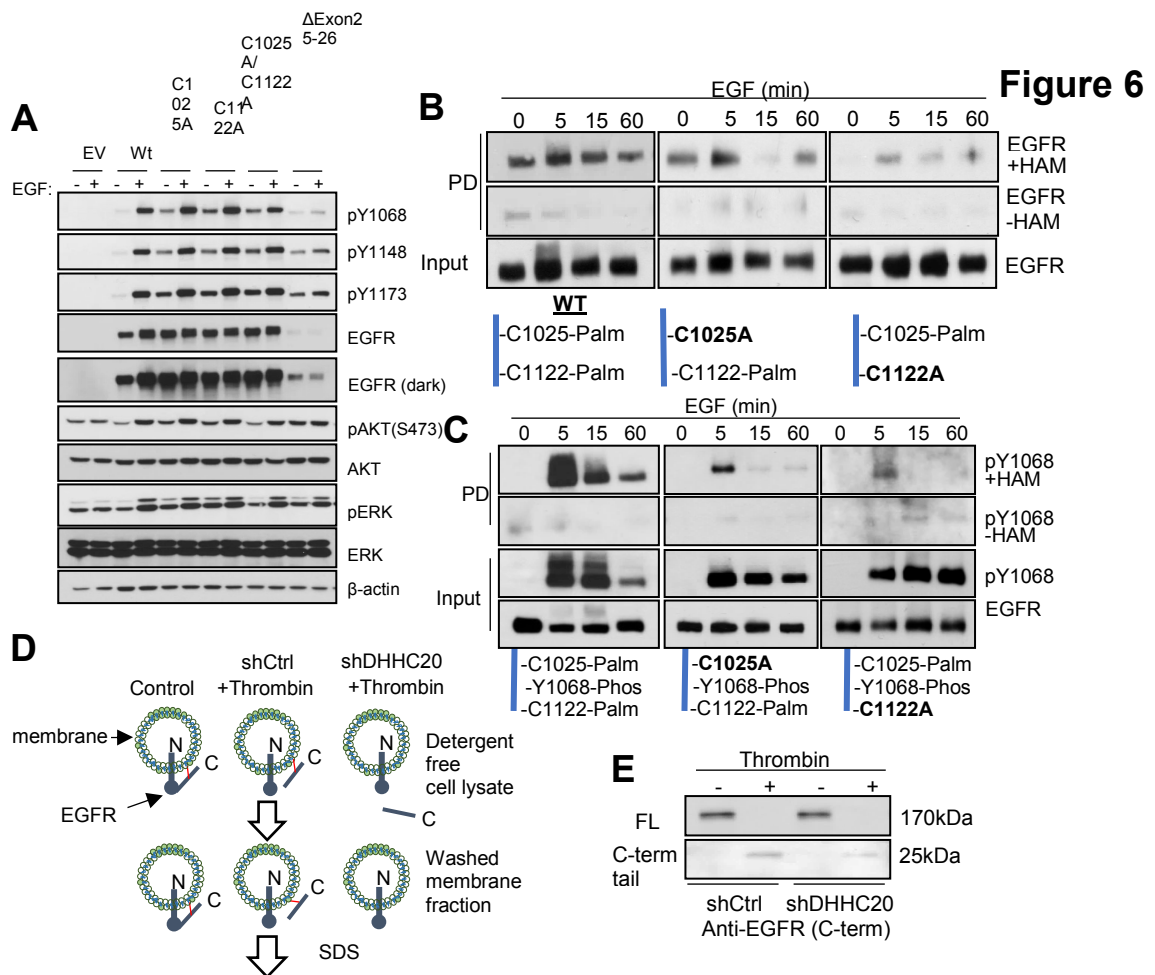 Figure 6
A
C1
02
5A
C11
22A
C1025
A/
C1122
A
ΔExon2
5-26
EV Wt
EGF: - + - + - + - + - + - +
pY1068
pY1148
pY1173
EGFR
EGFR (dark)
pAKT(S473)
AKT
pERK
ERK
β-actin
B
EGF (min)
0 5 15 60 0 5 15 60 0 5 15 60
PD
EGFR
+HAM
EGFR
-HAM
Input
EGFR
WT
-C1025-Palm
-C1122-Palm
-C1025A
-C1122-Palm
-C1025-Palm
-C1122A
C
EGF (min)
0 5 15 60 0 5 15 60 0 5 15 60
PD
pY1068
+HAM
pY1068
-HAM
Input
pY1068
EGFR
-C1025-Palm
-Y1068-Phos
-C1122-Palm
-C1025A
-Y1068-Phos
-C1122-Palm
-C1025-Palm
-Y1068-Phos
-C1122A
D
Control
shCtrl
+Thrombin
shDHHC20
+Thrombin
membrane
N C
N C
N
C
EGFR
Detergent
free
cell lysate
N C
N C
N
Washed
membrane
fraction
SDS
E
Thrombin
- + - +
FL
170kDa
C-term
tail
25kDa
shCtrl shDHHC20
Anti-EGFR (C-term)